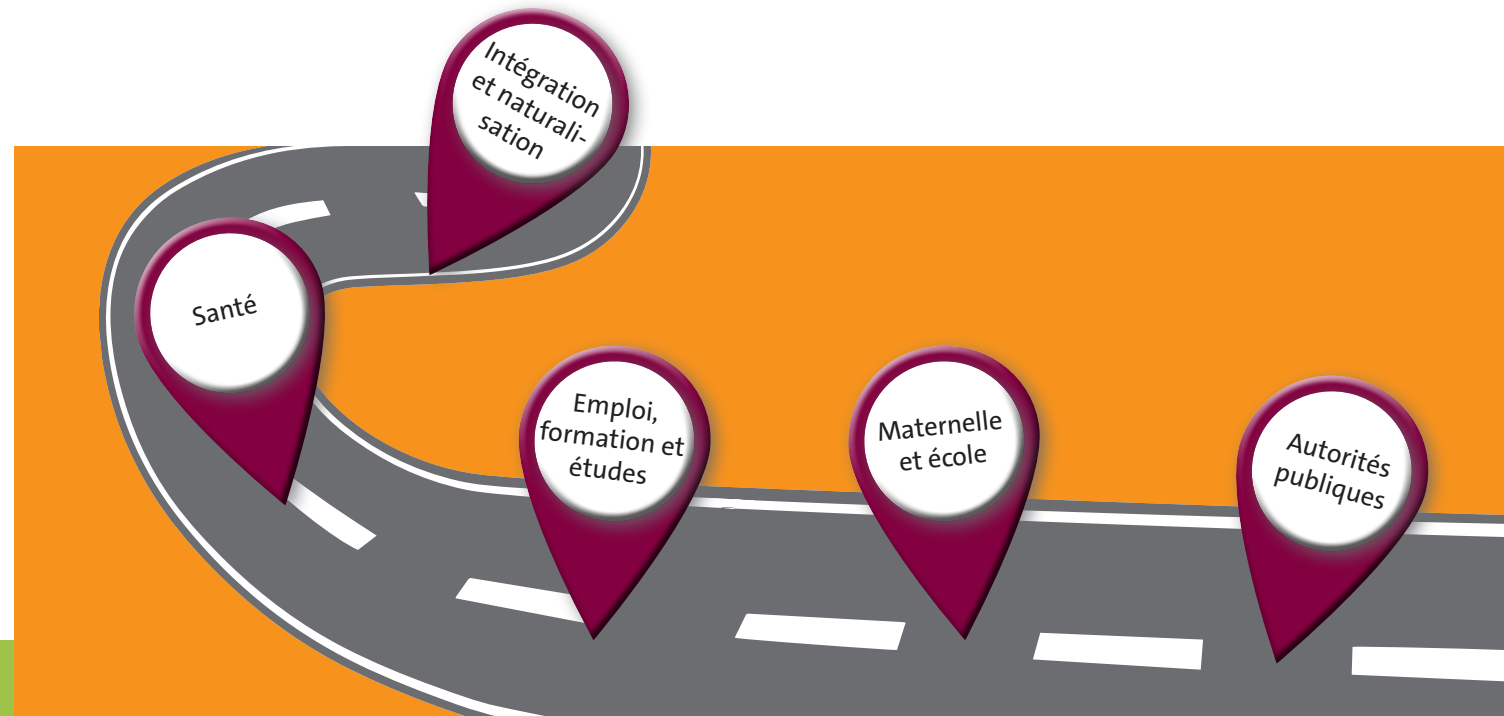 Intégration
et naturali-
sation
Santé
Emploi,
formation et
études
Maternelle
et école
Autorités
publiques